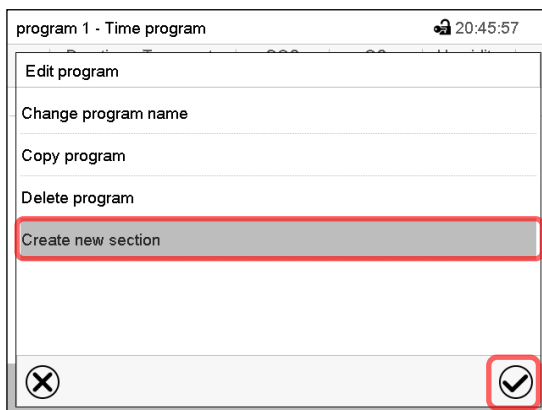 program 1 - Time program 20:45:57
Edit program
Change program name
Copy program
Delete program
Create new section